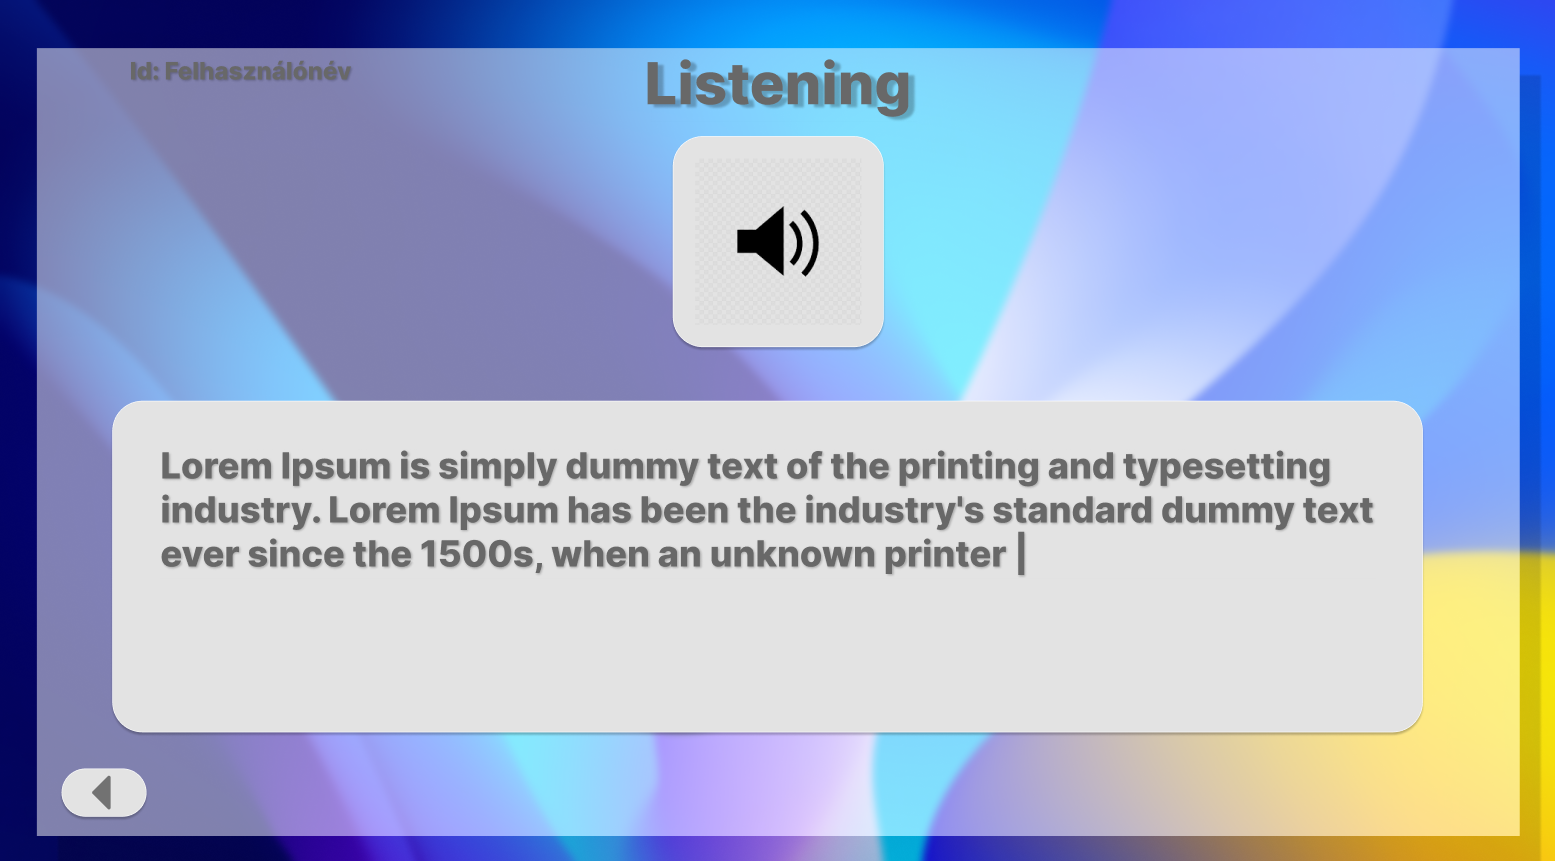 Id: Felhasználónév
Listening
Lorem Ipsum is simply dummy text of the printing and typesetting
industry. Lorem Ipsum has been the industry's standard dummy text
ever since the 1500s, when an unknown printer |